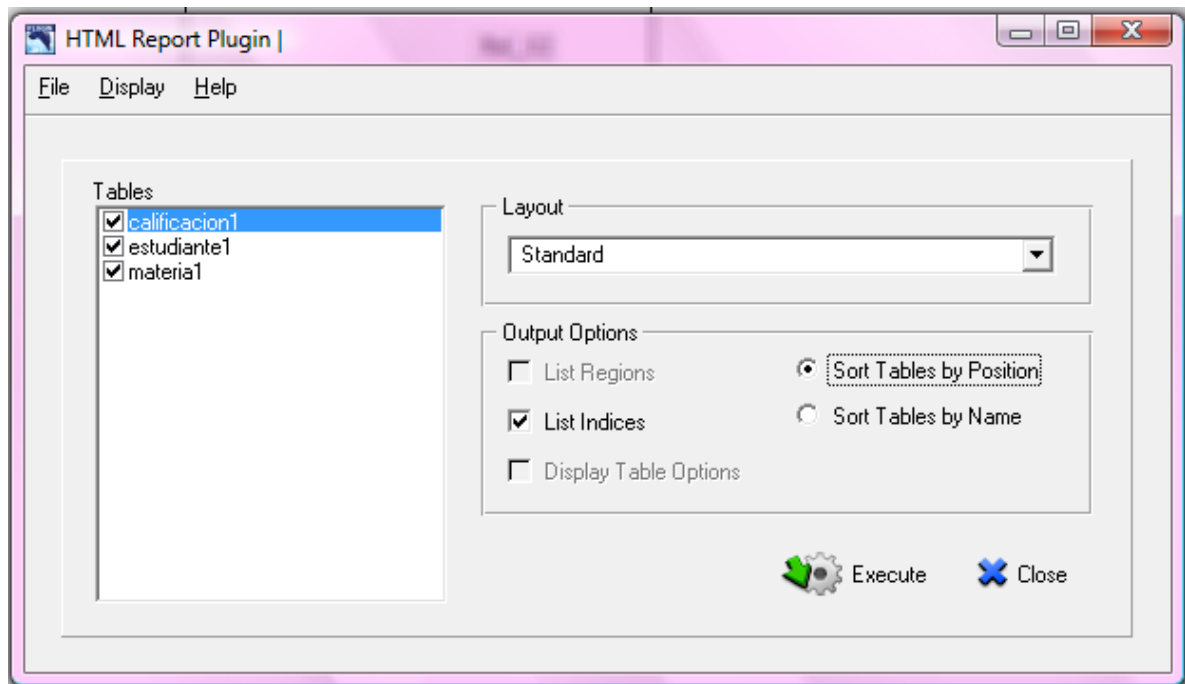 HTML Report Plugin |
File Display Help
Tables
calificacion1
estudiante1
materia1
Layout
Standard
Output Options
List Regions
List Indices
Display Table Options
Sort Tables by Position
Sort Tables by Name
Execute
Close